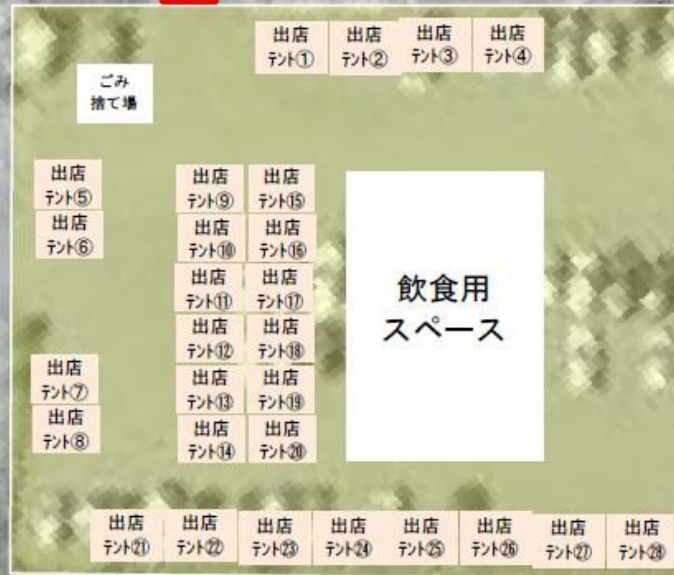 出店
テント①
出店
テント②
出店
テント③
出店
テント④
ごみ
捨て場
出店
テント⑤
出店
テント⑥
出店
テント⑦
出店
テント⑧
出店
テント⑨
出店
テント⑩
出店
テント⑪
出店
テント⑫
出店
テント⑬
出店
テント⑭
出店
テント⑮
出店
テント⑯
出店
テント⑰
出店
テント⑱
出店
テント⑲
出店
テント⑳
飲食用
スペース
出店
テント㉑
出店
テント㉒
出店
テント㉓
出店
テント㉔
出店
テント㉕
出店
テント㉖
出店
テント㉗
出店
テント㉘